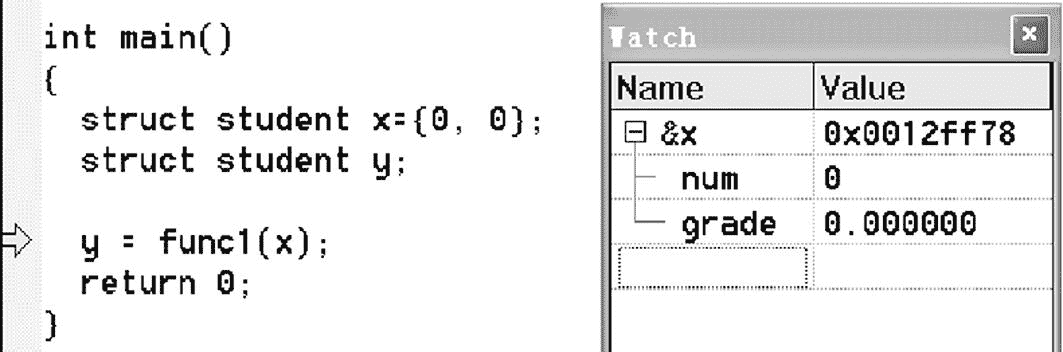 int main()
{
struct student x={0, 0};
struct student y;
y = func1(x);
return 0;
}
Watch
Name Value
&x 0x0012ff78
num 0
grade 0.000000